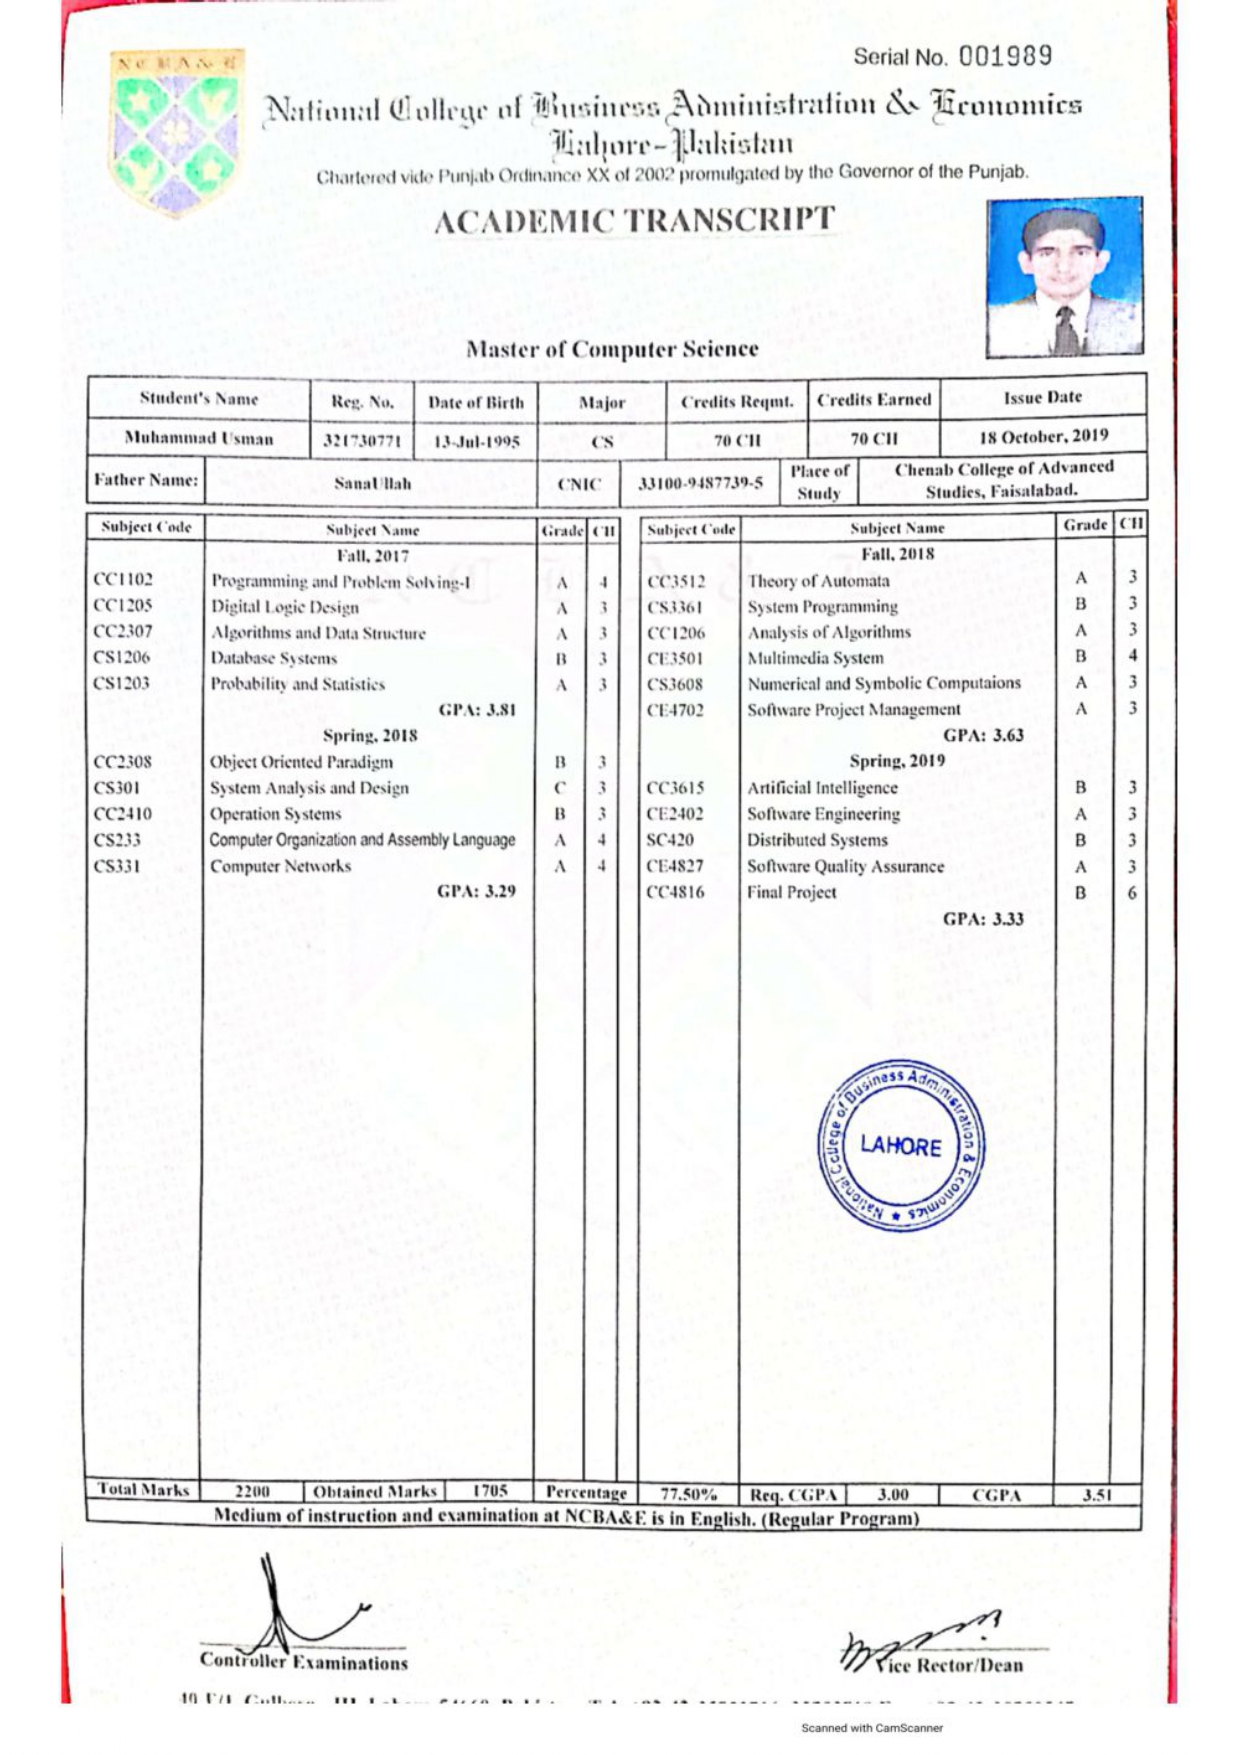 NCBA&E
Serial No. 001989
National College of Business Administration & Economics
Lahore-Pakistan
Chartered vide Punjab Ordinance XX of 2002 promulgated by the Governor of the Punjab.
ACADEMIC TRANSCRIPT
Master of Computer Science
Student's Name Reg. No. Date of Birth Major Credits Reqmt. Credits Earned Issue Date
Muhammad Usman 321730771 13-Jul-1995 CS 70 CH 70 CH 18 October, 2019
Father Name: SanaUllah CNIC 33100-9487739-5 Place of Study Chenab College of Advanced Studies, Faisalabad.
Subject Code Subject Name Grade CH
Fall, 2017
CC1102 Programming and Problem Solving-I A 4
CC1205 Digital Logic Design A 3
CC2307 Algorithms and Data Structure A 3
CS1206 Database Systems B 3
CS1203 Probability and Statistics A 3
GPA: 3.81
Spring, 2018
CC2308 Object Oriented Paradigm B 3
CS301 System Analysis and Design C 3
CC2410 Operation Systems B 3
CS233 Computer Organization and Assembly Language A 4
CS331 Computer Networks A 4
GPA: 3.29
Subject Code Subject Name Grade CH
Fall, 2018
CC3512 Theory of Automata A 3
CS3361 System Programming B 3
CC1206 Analysis of Algorithms A 3
CE3501 Multimedia System B 4
CS3608 Numerical and Symbolic Computaions A 3
CE4702 Software Project Management A 3
GPA: 3.63
Spring, 2019
CC3615 Artificial Intelligence B 3
CE2402 Software Engineering A 3
SC420 Distributed Systems B 3
CE4827 Software Quality Assurance A 3
CC4816 Final Project B 6
GPA: 3.33
National College of Business Administration & Economics
LAHORE
Total Marks 2200 Obtained Marks 1705 Percentage 77.50% Req. CGPA 3.00 CGPA 3.51
Medium of instruction and examination at NCBA&E is in English. (Regular Program)
Controller Examinations
Vice Rector/Dean
Scanned with CamScanner